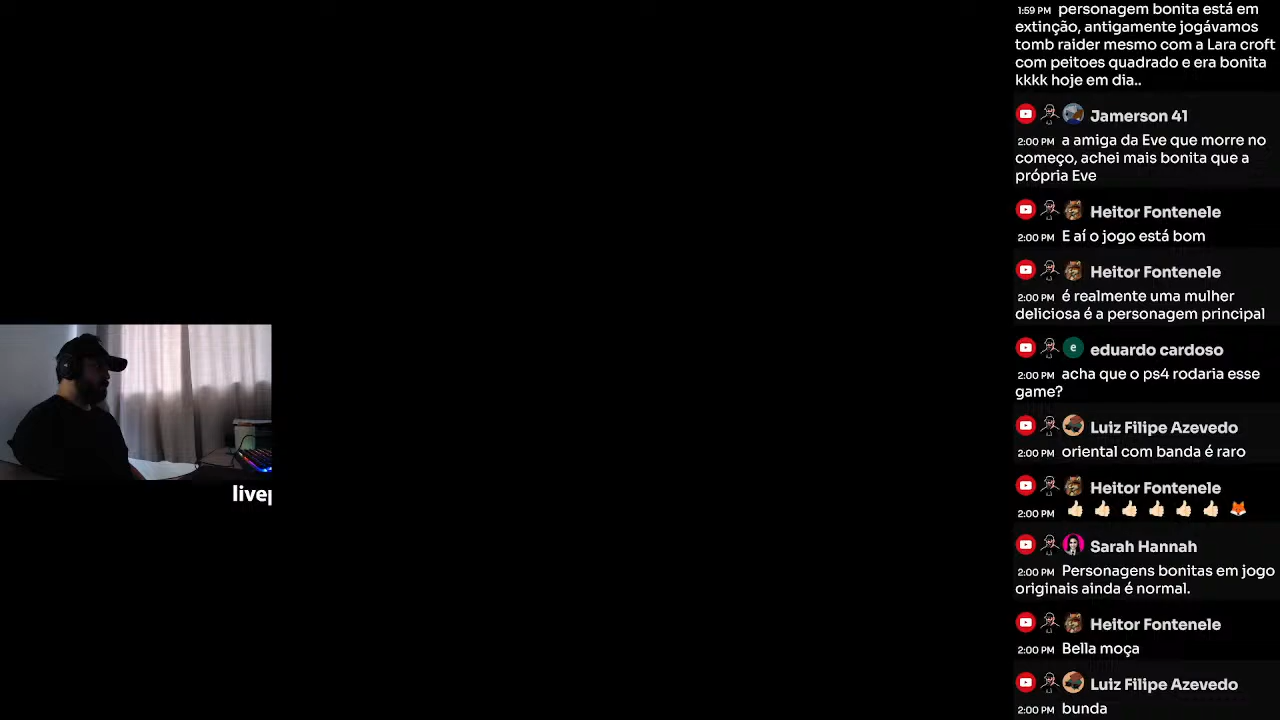 1:59 PM personagem bonita está em
extinção, antigamente jogávamos
tomb raider mesmo com a Lara croft
com peitoes quadrado e era bonita
kkkk hoje em dia..
Jamerson 41
2:00 PM a amiga da Eve que morre no
começo, achei mais bonita que a
própria Eve
Heitor Fontenele
2:00 PM E aí o jogo está bom
Heitor Fontenele
2:00 PM é realmente uma mulher
deliciosa é a personagem principal
e eduardo cardoso
2:00 PM acha que o ps4 rodaria esse
game?
Luiz Filipe Azevedo
2:00 PM oriental com banda é raro
Heitor Fontenele
2:00 PM 👍🏻 👍🏻 👍🏻 👍🏻 👍🏻 👍🏻 🦊
Sarah Hannah
2:00 PM Personagens bonitas em jogo
originais ainda é normal.
Heitor Fontenele
2:00 PM Bella moça
Luiz Filipe Azevedo
2:00 PM bunda
live